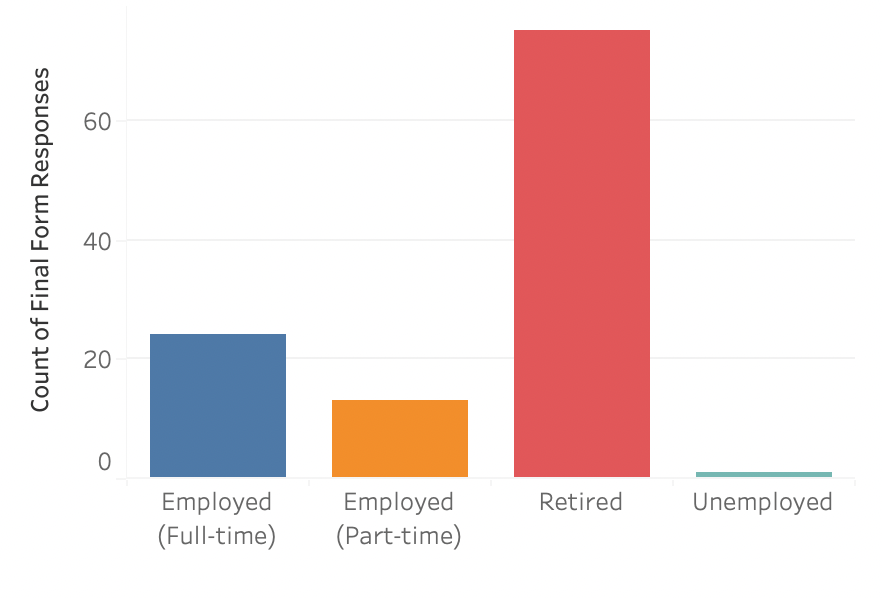 Count of Final Form Responses
60
40
20
0
Employed
(Full-time)
Employed
(Part-time)
Retired
Unemployed